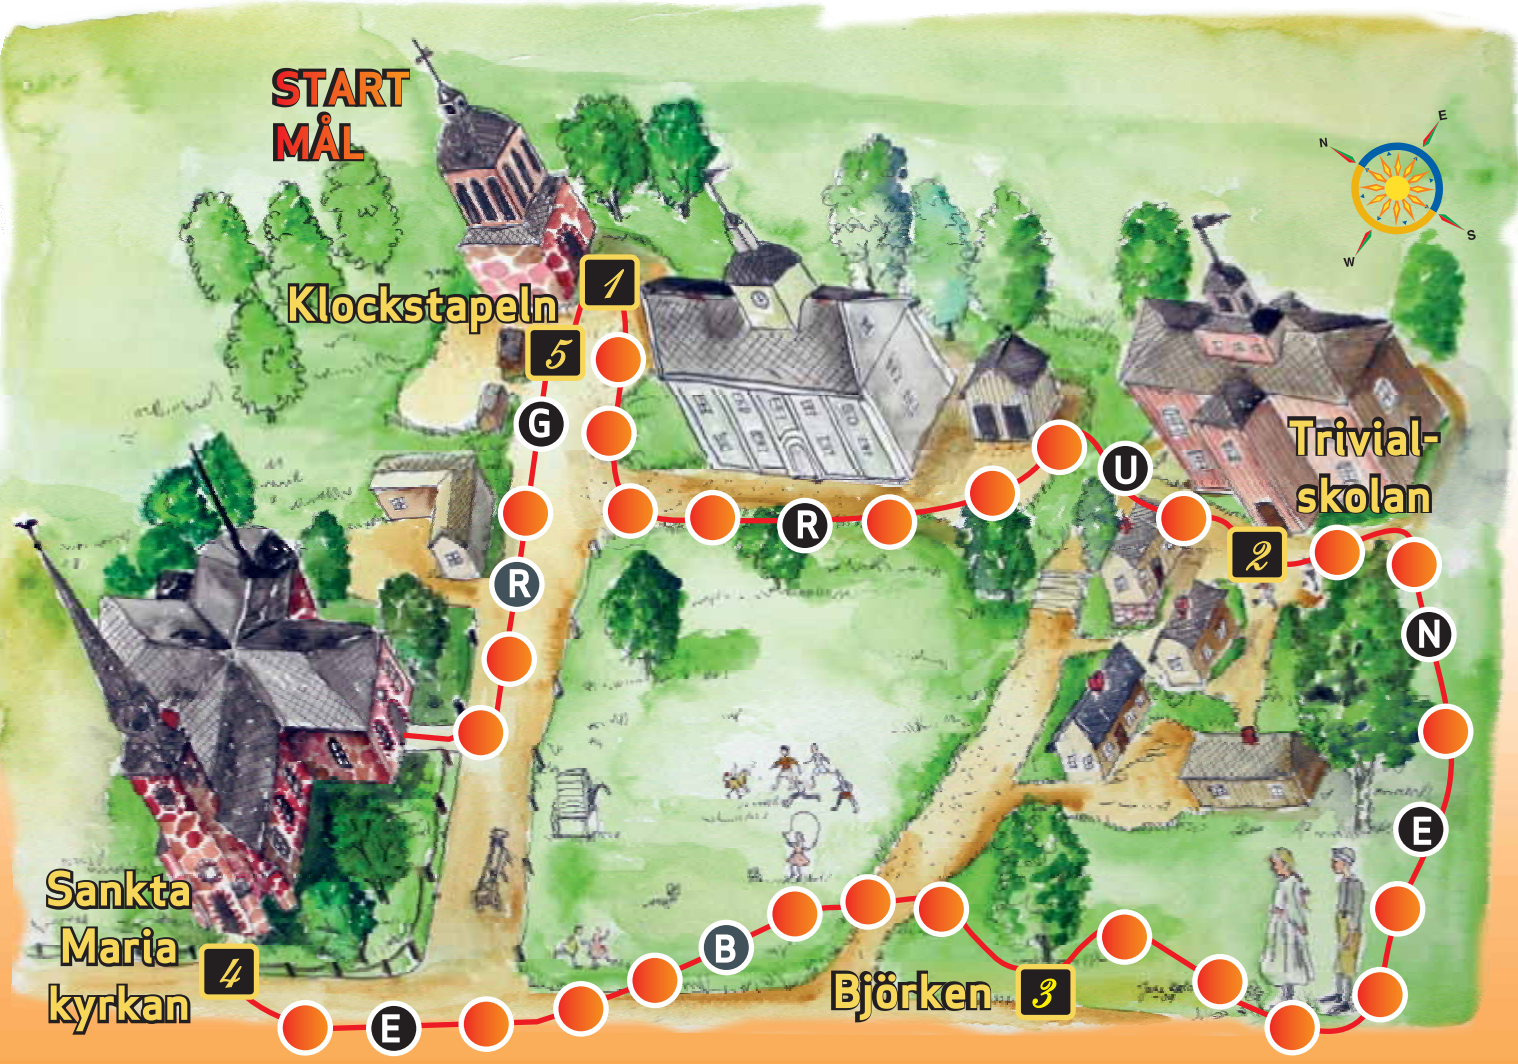 START
MÅL
E
N
S
W
1
Klockstapeln
5
G
Trivial-
skolan
U
R
2
R
N
E
Sankta
Maria
kyrkan
B
4
Björken
3
E